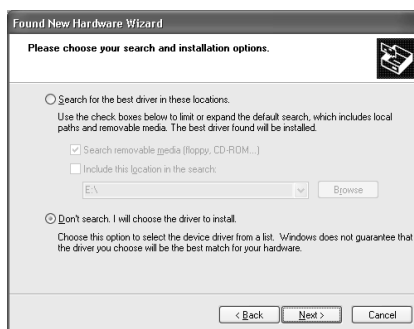 Found New Hardware Wizard
Please choose your search and installation options.
Search for the best driver in these locations.
Use the check boxes below to limit or expand the default search, which includes local
paths and removable media. The best driver found will be installed.
Search removable media (floppy, CD-ROM...)
Include this location in the search:
E:\
Browse
Don't search. I will choose the driver to install.
Choose this option to select the device driver from a list. Windows does not guarantee that
the driver you choose will be the best match for your hardware.
< Back
Next >
Cancel